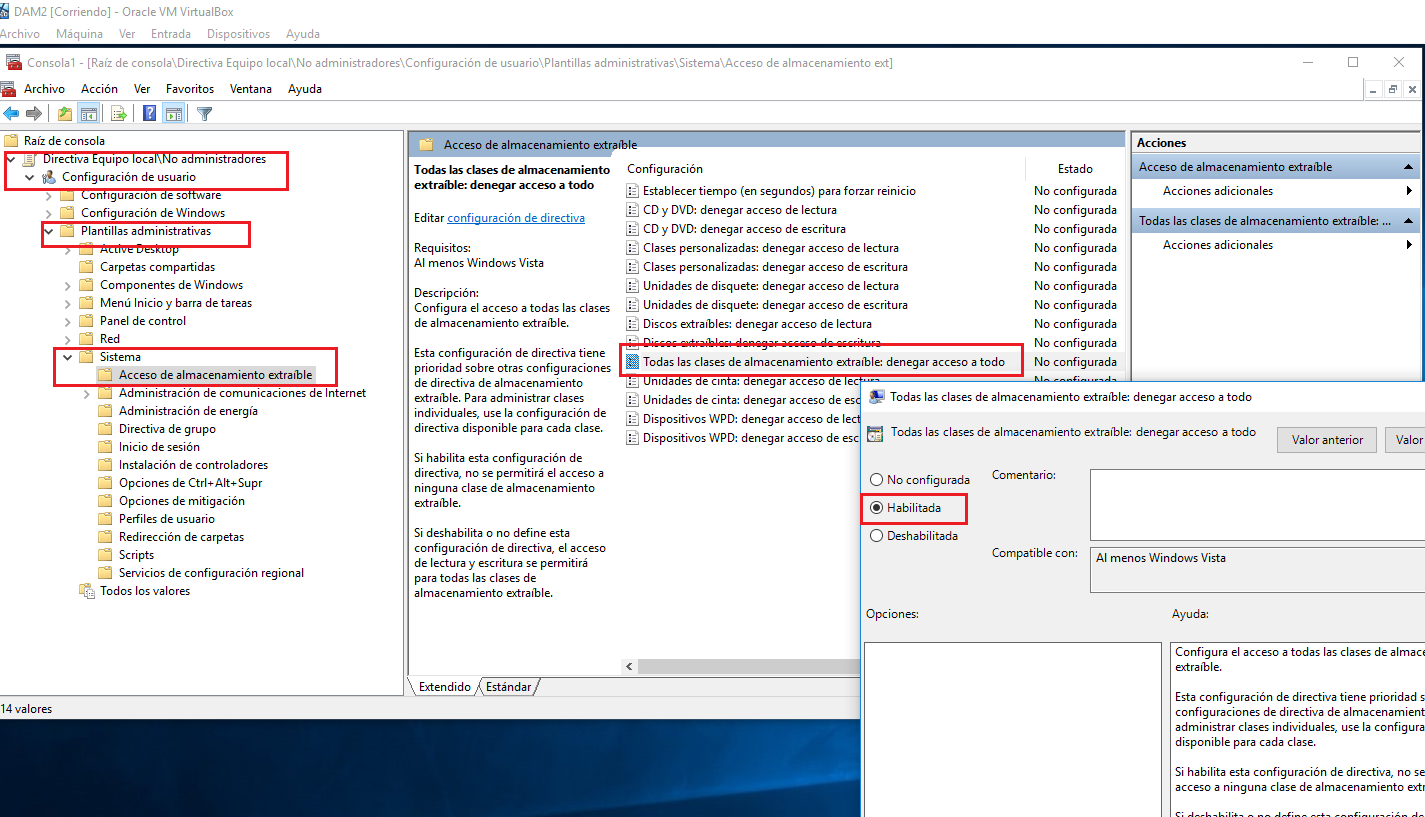 DAM2 [Corriendo] - Oracle VM VirtualBox
Archivo Máquina Ver Entrada Dispositivos Ayuda
Consola1 - [Raíz de consola\Directiva Equipo local\No administradores\Configuración de usuario\Plantillas administrativas\Sistema\Acceso de almacenamiento ext]
Archivo Acción Ver Favoritos Ventana Ayuda
Raíz de consola
Directiva Equipo local\No administradores
Configuración de usuario
Configuración de software
Configuración de Windows
Plantillas administrativas
Active Desktop
Carpetas compartidas
Componentes de Windows
Menú Inicio y barra de tareas
Panel de control
Red
Sistema
Acceso de almacenamiento extraíble
Administración de comunicaciones de Internet
Administración de energía
Directiva de grupo
Inicio de sesión
Instalación de controladores
Opciones de Ctrl+Alt+Supr
Opciones de mitigación
Perfiles de usuario
Redirección de carpetas
Scripts
Servicios de configuración regional
Todos los valores
Acceso de almacenamiento extraíble
Todas las clases de almacenamiento
extraíble: denegar acceso a todo
Editar configuración de directiva
Requisitos:
Al menos Windows Vista
Descripción:
Configura el acceso a todas las clases
de almacenamiento extraíble.
Esta configuración de directiva tiene
prioridad sobre otras configuraciones
de directiva de almacenamiento
extraíble. Para administrar clases
individuales, use la configuración de
directiva disponible para cada clase.
Si habilita esta configuración de
directiva, no se permitirá el acceso a
ninguna clase de almacenamiento
extraíble.
Si deshabilita o no define esta
configuración de directiva, el acceso
de lectura y escritura se permitirá
para todas las clases de
almacenamiento extraíble.
Configuración Estado
Establecer tiempo (en segundos) para forzar reinicio No configurada
CD y DVD: denegar acceso de lectura No configurada
CD y DVD: denegar acceso de escritura No configurada
Clases personalizadas: denegar acceso de lectura No configurada
Clases personalizadas: denegar acceso de escritura No configurada
Unidades de disquete: denegar acceso de lectura No configurada
Unidades de disquete: denegar acceso de escritura No configurada
Discos extraíbles: denegar acceso de lectura No configurada
Discos extraíbles: denegar acceso de escritura No configurada
Todas las clases de almacenamiento extraíble: denegar acceso a todo No configurada
Unidades de cinta: denegar acceso de lectura No configurada
Unidades de cinta: denegar acceso de esc
Dispositivos WPD: denegar acceso de lect
Dispositivos WPD: denegar acceso de esc
Extendido Estándar
14 valores
Acciones
Acceso de almacenamiento extraíble
Acciones adicionales
Todas las clases de almacenamiento extraíble: ...
Acciones adicionales
Todas las clases de almacenamiento extraíble: denegar acceso a todo
Todas las clases de almacenamiento extraíble: denegar acceso a todo
Valor anterior Valor
No configurada
Habilitada
Deshabilitada
Comentario:
Compatible con:
Al menos Windows Vista
Opciones:
Ayuda:
Configura el acceso a todas las clases de almace
extraíble.
Esta configuración de directiva tiene prioridad s
configuraciones de directiva de almacenamient
administrar clases individuales, use la configura
disponible para cada clase.
Si habilita esta configuración de directiva, no se
acceso a ninguna clase de almacenamiento extr
Si deshabilita o no define esta configuración de